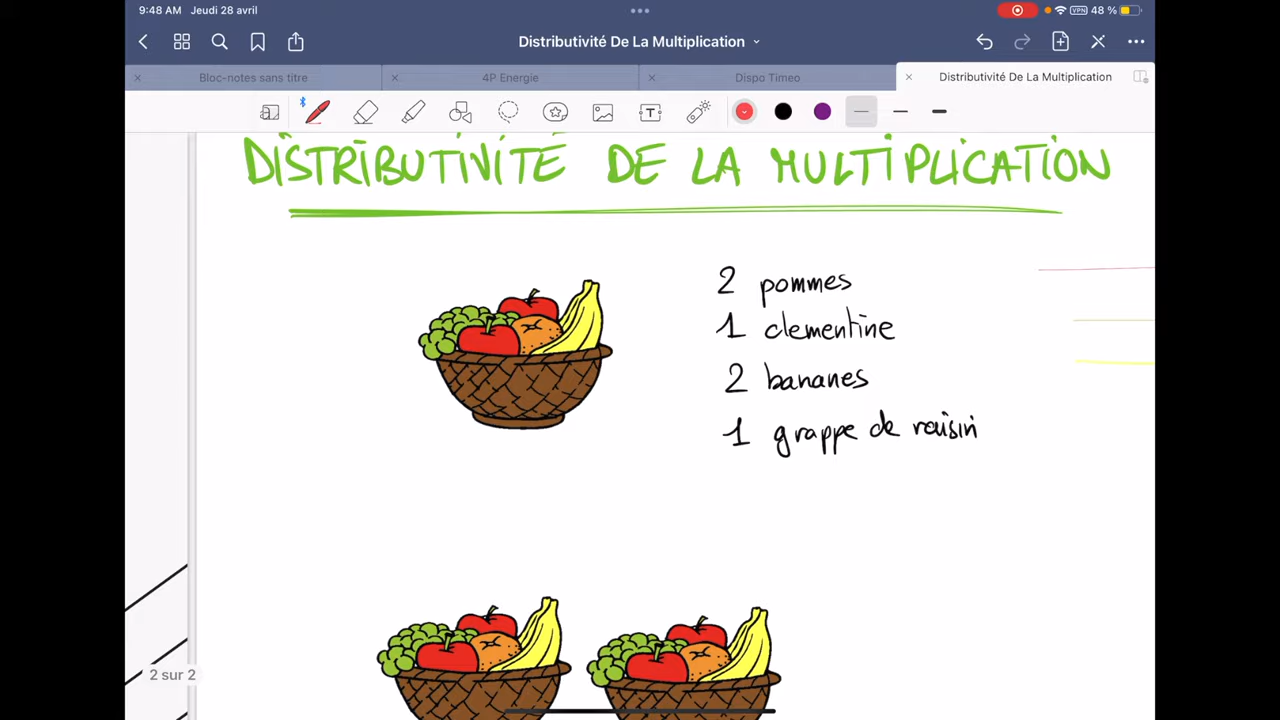 9:48 AM Jeudi 28 avril
VPN 48 %
Distributivité De La Multiplication
Bloc-notes sans titre
4P Energie
Dispo Timeo
Distributivité De La Multiplication
DISTRIBUTIVITÉ DE LA MULTIPLICATION
2 pommes
1 clementine
2 bananes
1 grappe de raisin
2 sur 2